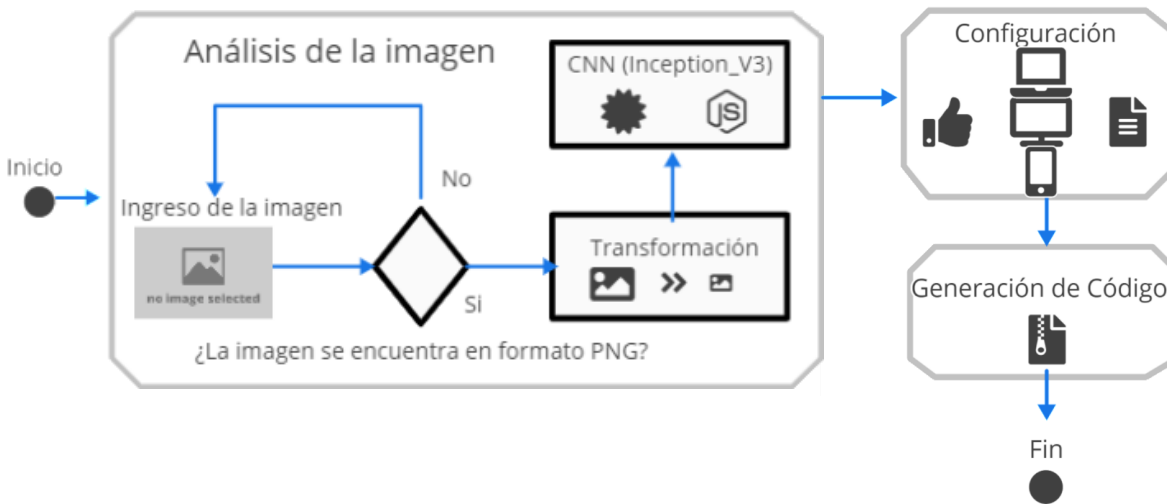 Análisis de la imagen
CNN (Inception_V3)
JS
Configuración
Inicio
No
Ingreso de la imagen
no image selected
Si
Transformación
¿La imagen se encuentra en formato PNG?
Generación de Código
Fin